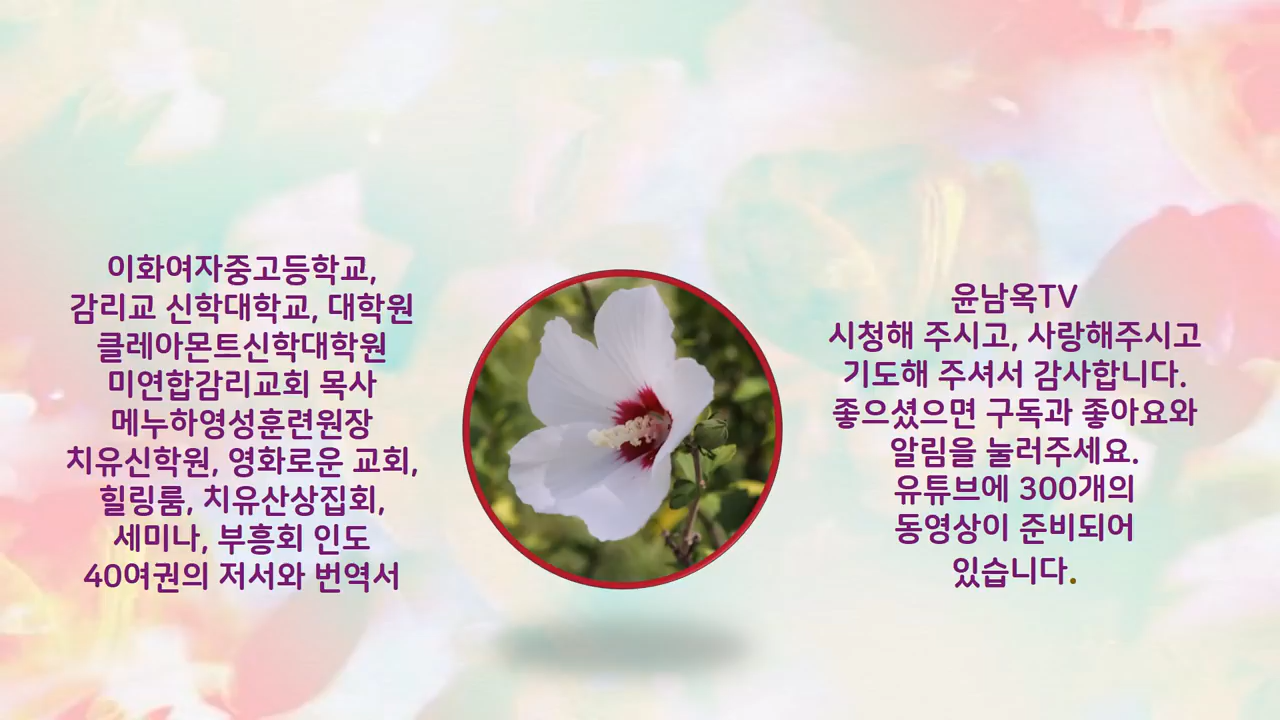 이화여자중고등학교,
감리교 신학대학교, 대학원
클레아몬트신학대학원
미연합감리교회 목사
메누하영성훈련원장
치유신학원, 영화로운 교회,
힐링룸, 치유산상집회,
세미나, 부흥회 인도
40여권의 저서와 번역서
윤남옥TV
시청해 주시고, 사랑해주시고
기도해 주셔서 감사합니다.
좋으셨으면 구독과 좋아요와
알림을 눌러주세요.
유튜브에 300개의
동영상이 준비되어
있습니다.